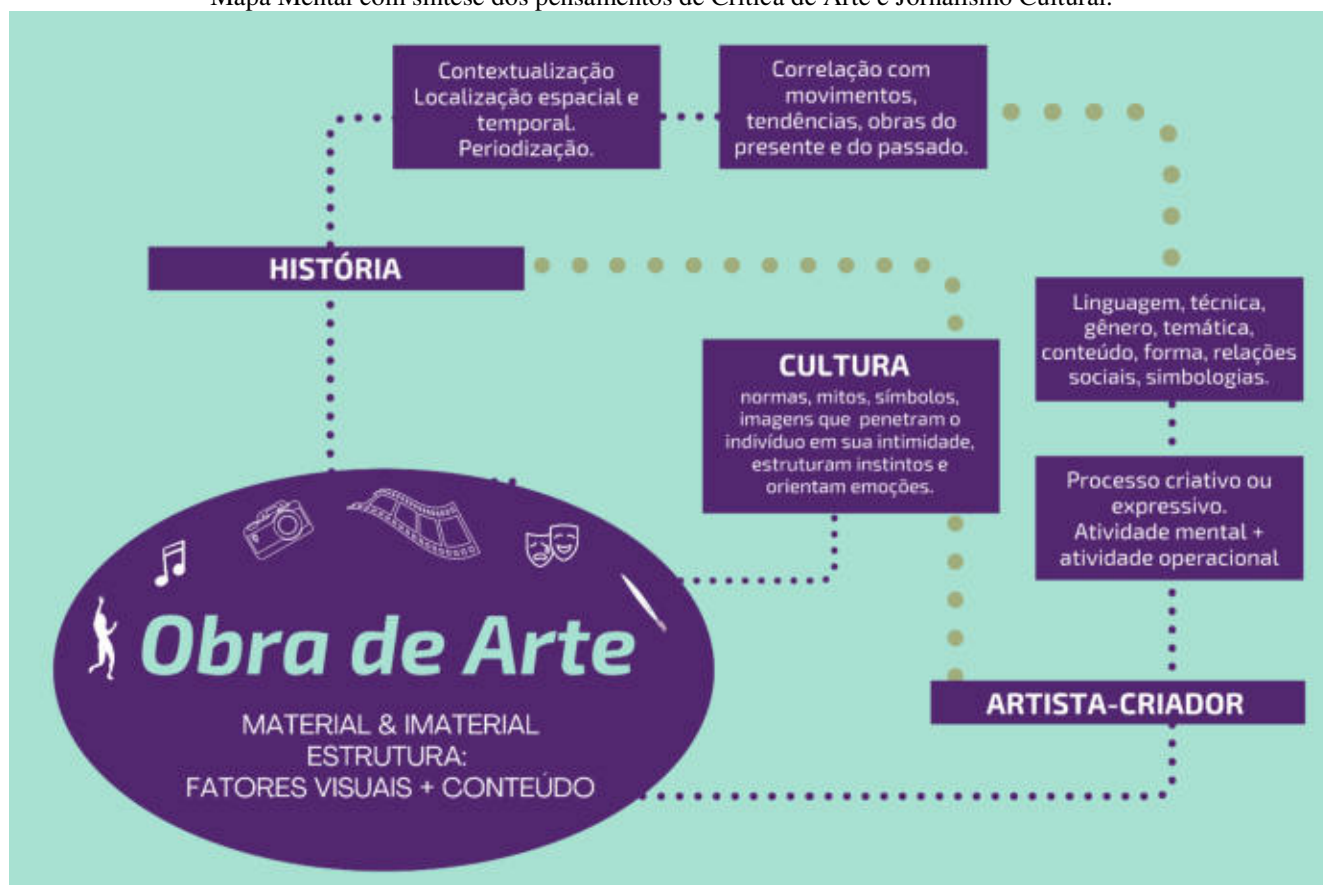 Mapa Mental com síntese dos pensamentos de Crítica de Arte e Jornalismo Cultural.
Contextualização
Localização espacial e
temporal.
Periodização.
Correlação com
movimentos,
tendências, obras do
presente e do passado.
HISTÓRIA
Linguagem, técnica,
gênero, temática,
conteúdo, forma, relações
sociais, simbologias.
CULTURA
normas, mitos, símbolos,
imagens que penetram o
indivíduo em sua intimidade,
estruturam instintos e
orientam emoções.
Processo criativo ou
expressivo.
Atividade mental +
atividade operacional
ARTISTA-CRIADOR
Obra de Arte
MATERIAL & IMATERIAL
ESTRUTURA:
FATORES VISUAIS + CONTEÚDO